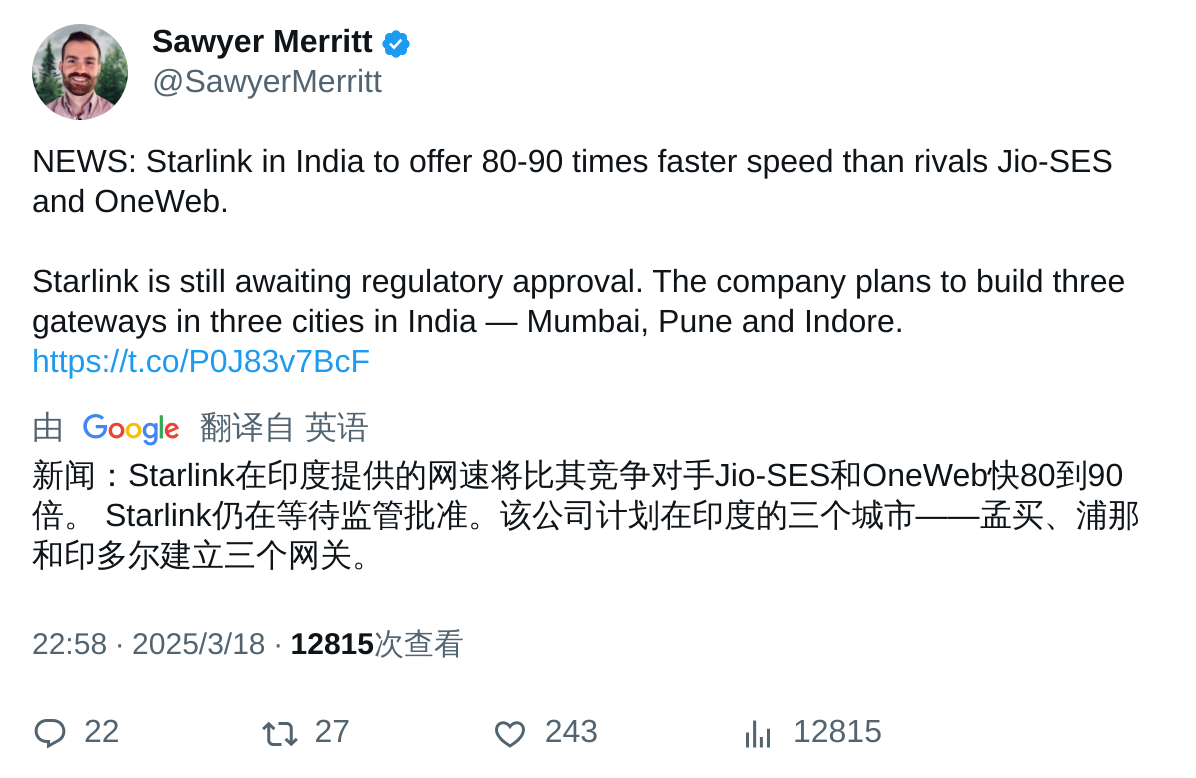 Sawyer Merritt
@SawyerMerritt
NEWS: Starlink in India to offer 80-90 times faster speed than rivals Jio-SES
and OneWeb.
Starlink is still awaiting regulatory approval. The company plans to build three
gateways in three cities in India — Mumbai, Pune and Indore.
https://t.co/P0J83v7BcF
由 Google 翻译自 英语
新闻：Starlink在印度提供的网速将比其竞争对手Jio-SES和OneWeb快80到90
倍。 Starlink仍在等待监管批准。该公司计划在印度的三个城市——孟买、浦那
和印多尔建立三个网关。
22:58 · 2025/3/18 · 12815次查看
22 27 243 12815